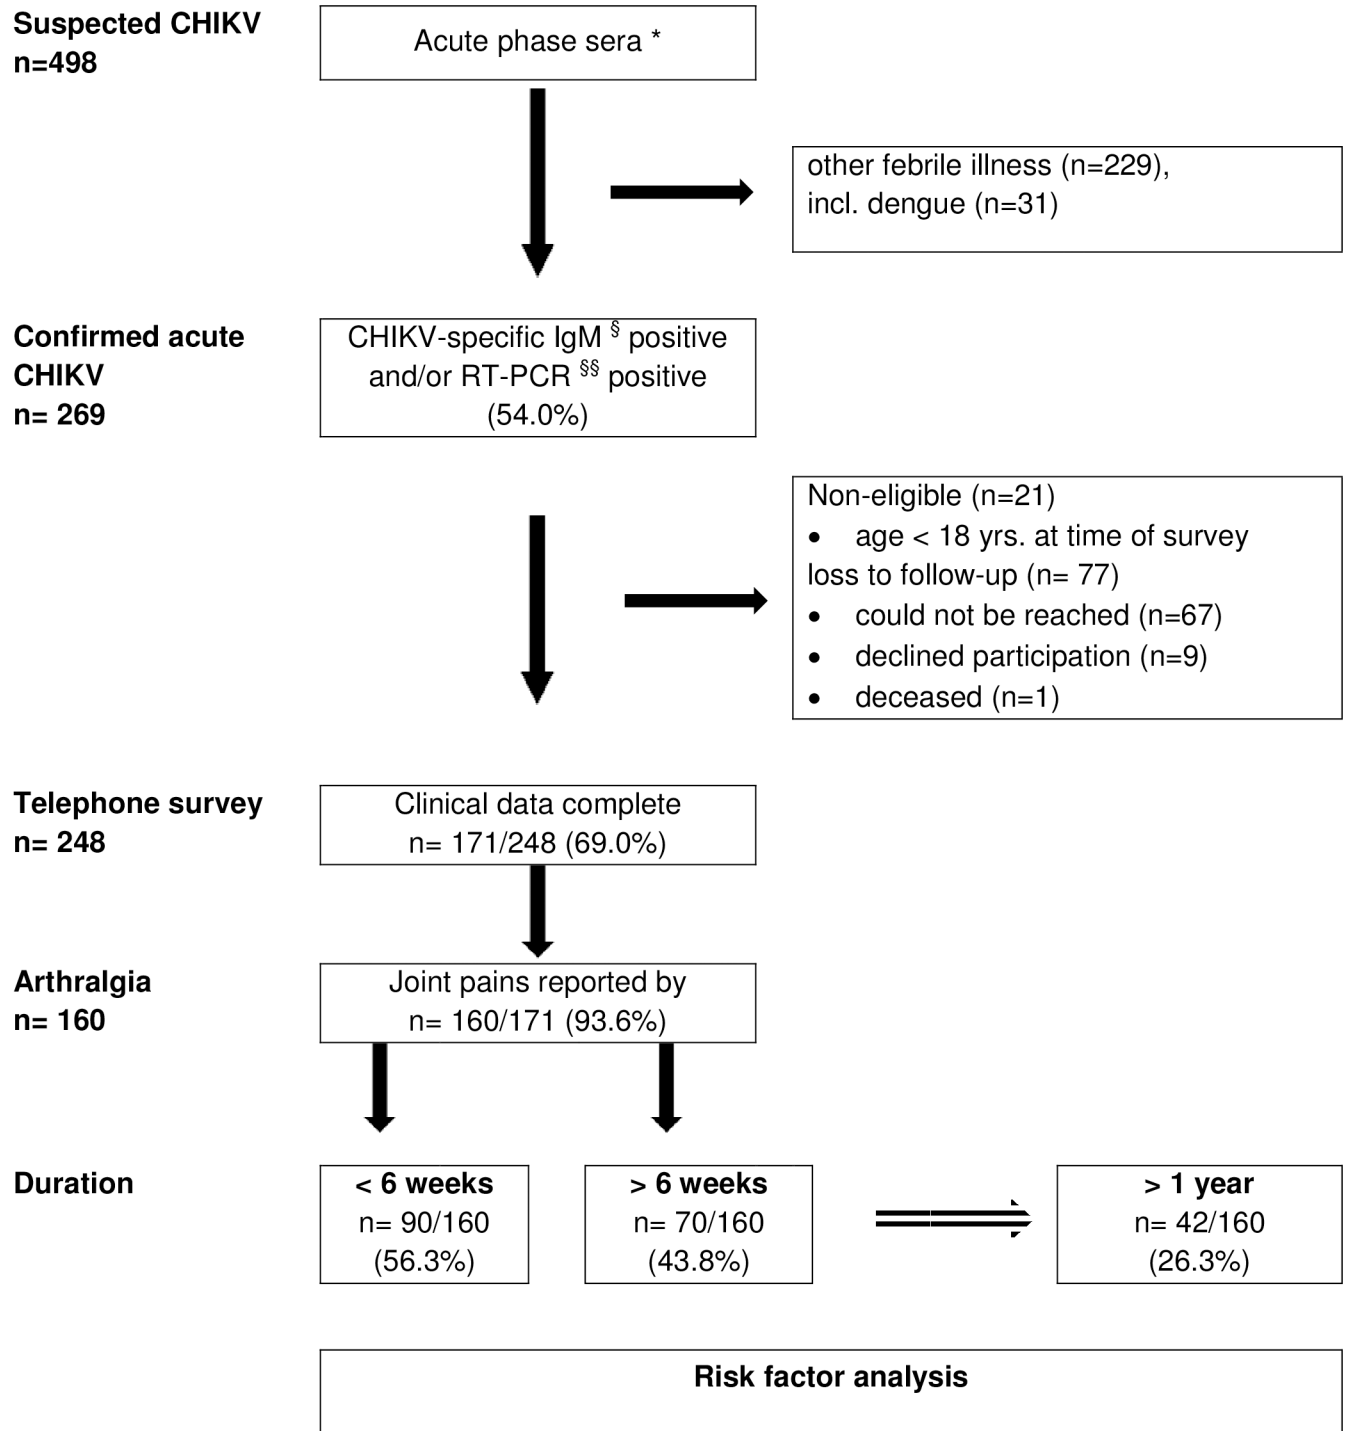 Suspected CHIKV
n=498
Acute phase sera *
other febrile illness (n=229),
incl. dengue (n=31)
Confirmed acute
CHIKV
n= 269
CHIKV-specific IgM § positive
and/or RT-PCR §§ positive
(54.0%)
Non-eligible (n=21)
• age < 18 yrs. at time of survey
loss to follow-up (n= 77)
• could not be reached (n=67)
• declined participation (n=9)
• deceased (n=1)
Telephone survey
n= 248
Clinical data complete
n= 171/248 (69.0%)
Arthralgia
n= 160
Joint pains reported by
n= 160/171 (93.6%)
Duration
< 6 weeks
n= 90/160
(56.3%)
> 6 weeks
n= 70/160
(43.8%)
> 1 year
n= 42/160
(26.3%)
Risk factor analysis